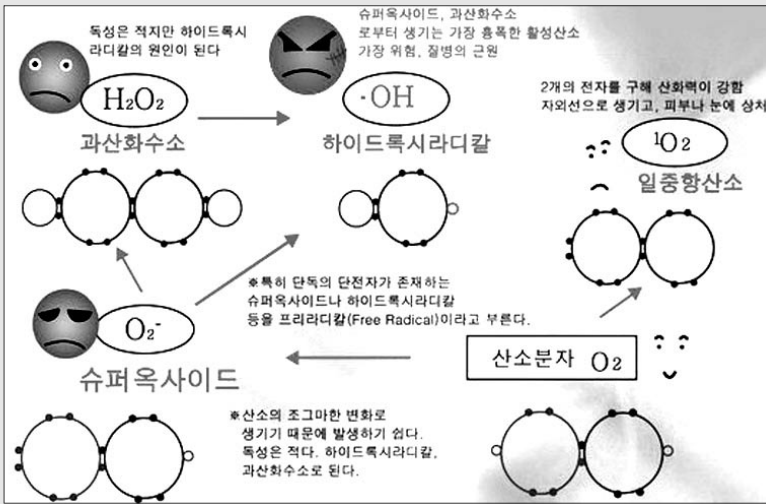 독성은 적지만 하이드록시
라디칼의 원인이 된다
H₂O₂
과산화수소
슈퍼옥사이드, 과산화수소
로부터 생기는 가장 흉폭한 활성산소
가장 위험, 질병의 근원
·OH
하이드록시라디칼
2개의 전자를 구해 산화력이 강함
자외선으로 생기고, 피부나 눈에 상처
¹O₂
일중항산소
※특히 단독의 단전자가 존재하는
슈퍼옥사이드나 하이드록시라디칼
등을 프리라디칼(Free Radical)이라고 부른다.
O₂⁻
슈퍼옥사이드
산소분자 O₂
※산소의 조그마한 변화로
생기기 때문에 발생하기 쉽다.
독성은 적다. 하이드록시라디칼,
과산화수소로 된다.